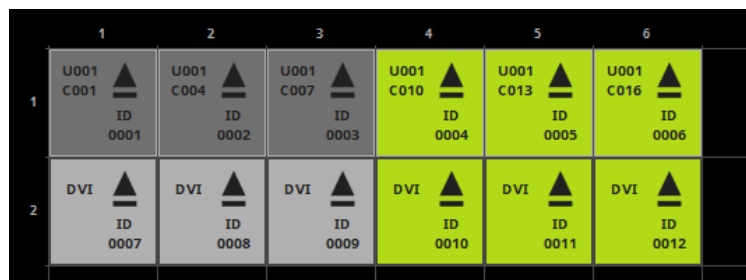 1 2 3 4 5 6
1
U001 U001 U001 U001 U001 U001
C001 C004 C007 C010 C013 C016
ID ID ID ID ID ID
0001 0002 0003 0004 0005 0006
2
DVI DVI DVI DVI DVI DVI
ID ID ID ID ID ID
0007 0008 0009 0010 0011 0012